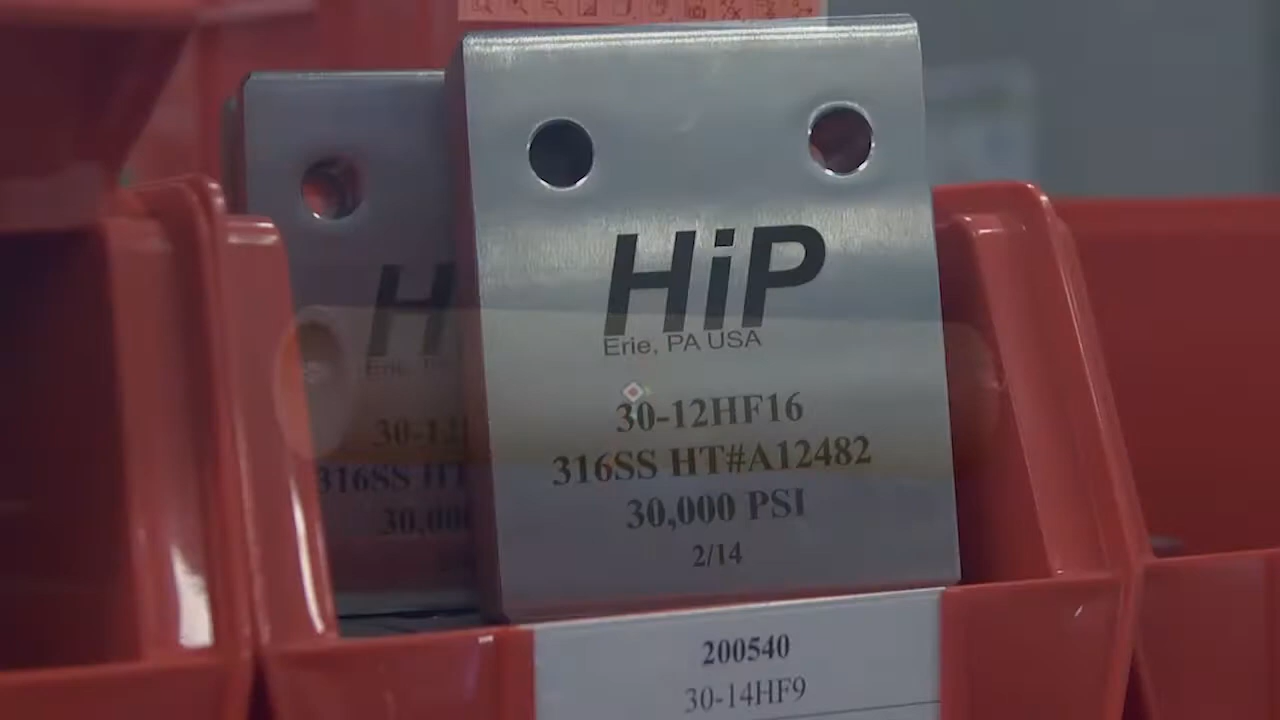 HiP
Erie, PA USA
30-12HF16
316SS HT#A12482
30,000 PSI
2/14
H
Erie,
30-12
316SS HT
30,00
200540
30-14HF9